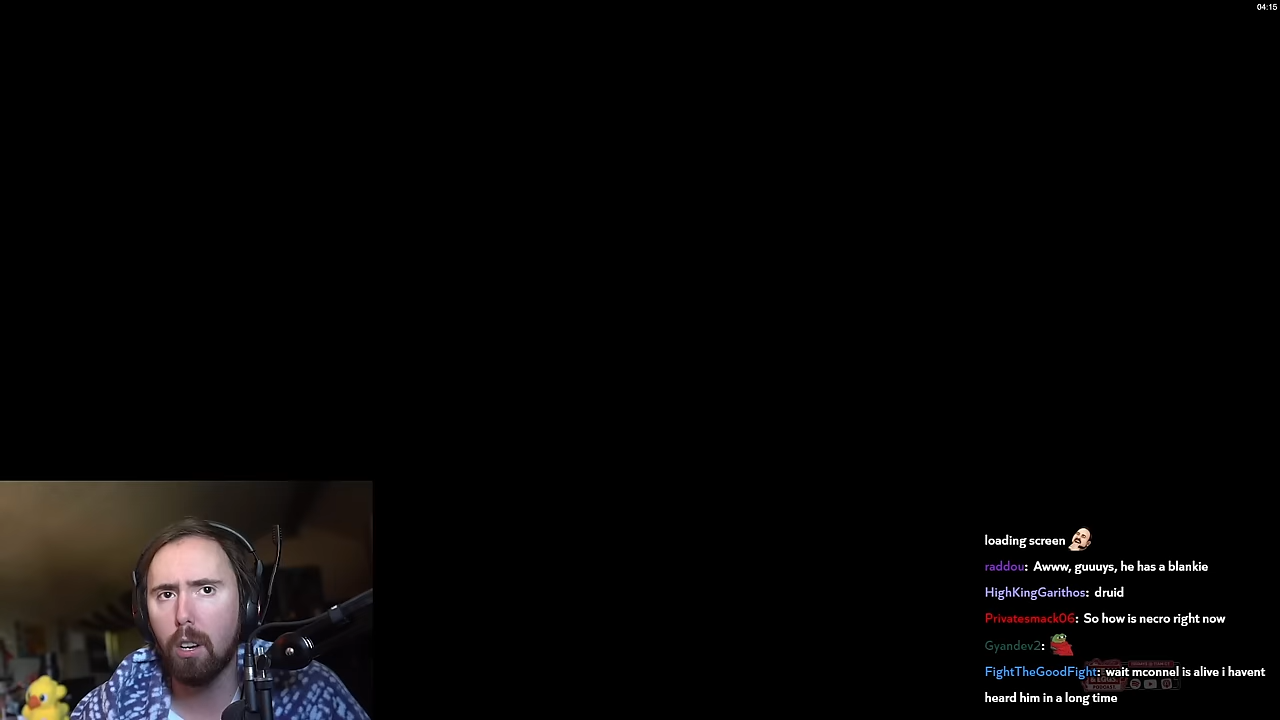 04:15
loading screen
raddou: Awww, guuuys, he has a blankie
HighKingGarithos: druid
Privatesmack06: So how is necro right now
Gyandev2:
FightTheGoodFight: wait mconnel is alive i havent
heard him in a long time